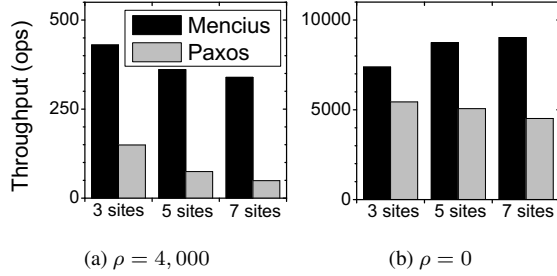 Throughput (ops)
500
250
0
Mencius
Paxos
3 sites
5 sites
7 sites
10000
5000
0
3 sites
5 sites
7 sites
(a) ρ = 4, 000
(b) ρ = 0